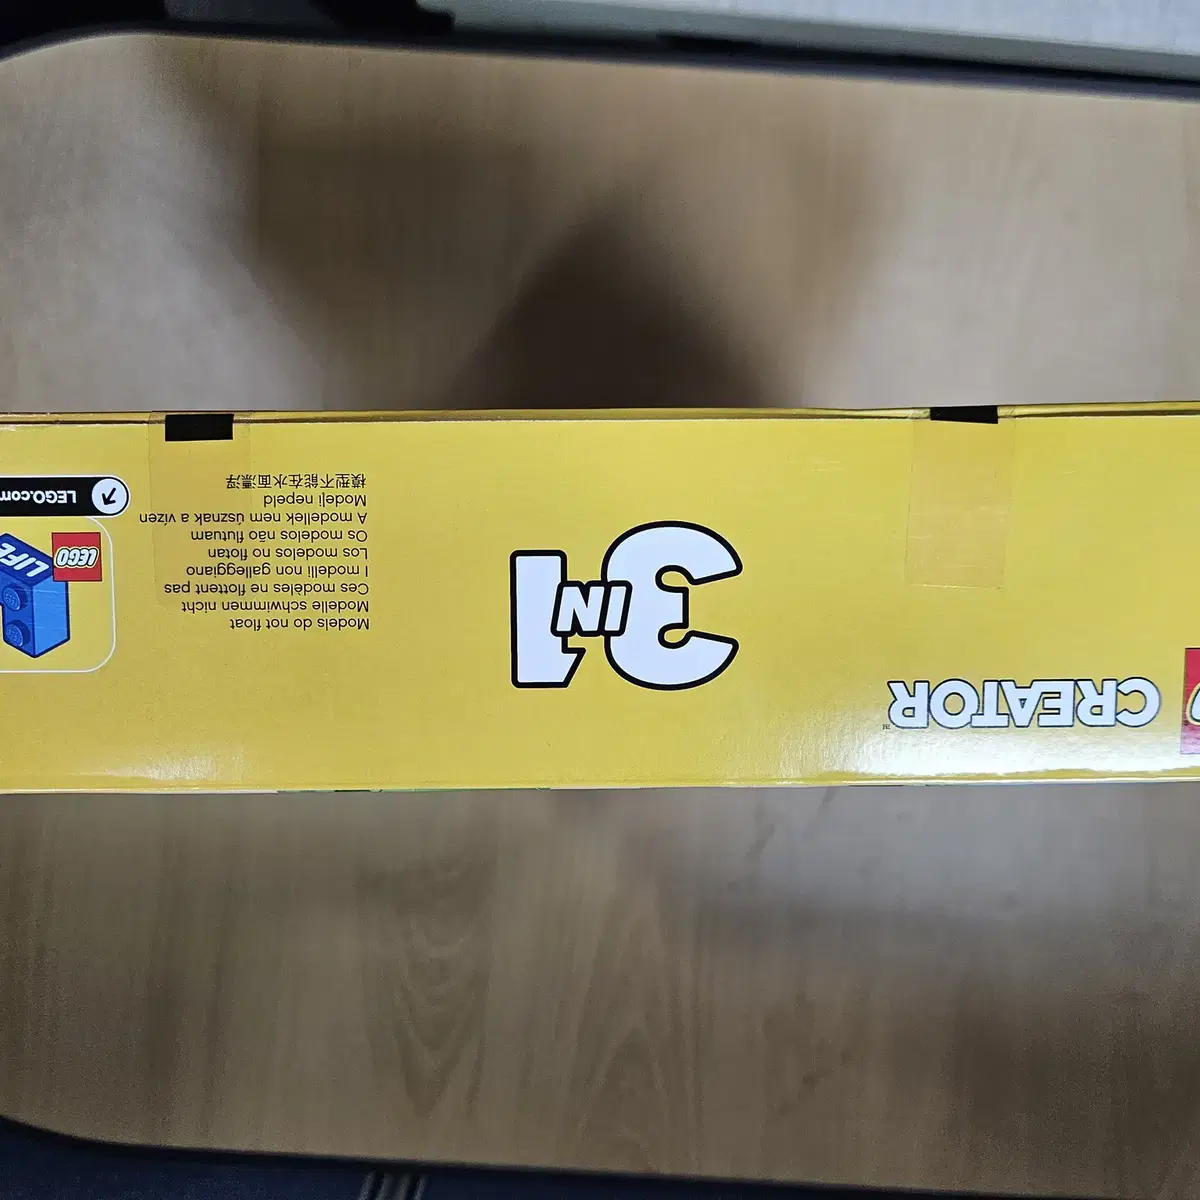 CREATOR™
3 IN 1
Models do not float
Modelle schwimmen nicht
Ces modèles ne flottent pas
I modelli non galleggiano
Los modelos no flotan
Os modelos não flutuam
A modellek nem úsznak a vízen
Modeļi nepeld
模型不能在水面漂浮
LEGO
LIFE
LEGO.com